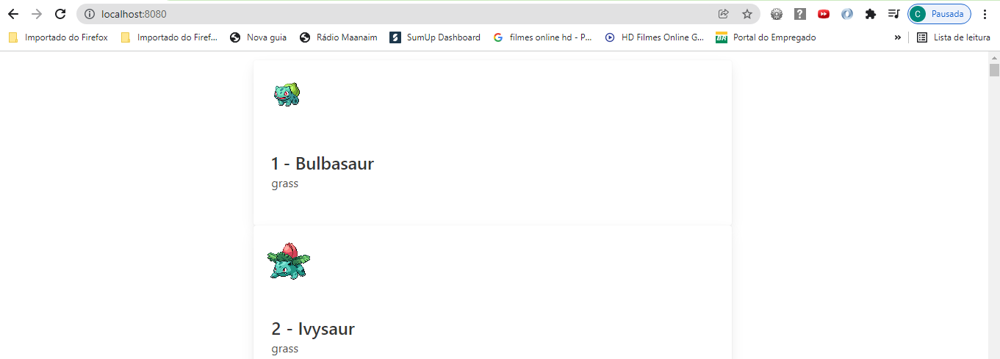 localhost:8080
C Pausada
Importado do Firefox Importado do Firef... Nova guia Rádio Maanaim SumUp Dashboard G filmes online hd - P... HD Filmes Online G... BR Portal do Empregado » Lista de leitura
1 - Bulbasaur
grass
2 - Ivysaur
grass